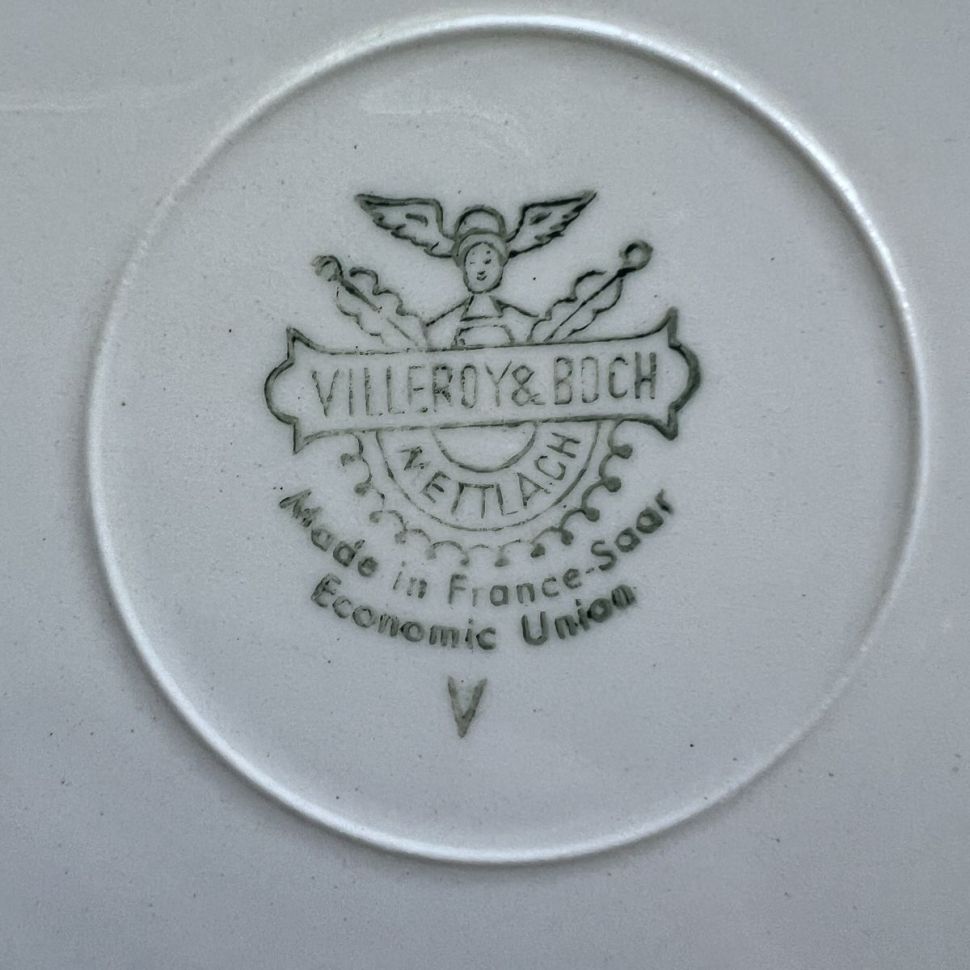 VILLEROY & BOCH
METTLACH
Made in France-Saar
Economic Union
V